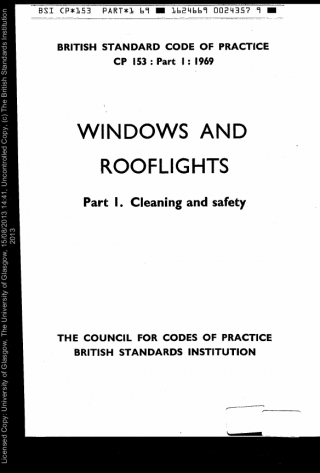 BSI CP*153 PART*1 69 ■ 1624669 0024357 9 ■
BRITISH STANDARD CODE OF PRACTICE
CP 153 : Part 1 : 1969
WINDOWS AND
ROOFLIGHTS
Part 1. Cleaning and safety
THE COUNCIL FOR CODES OF PRACTICE
BRITISH STANDARDS INSTITUTION
Licensed Copy: University of Glasgow, The University of Glasgow, 15/08/2013 14:41, Uncontrolled Copy, (c) The British Standards Institution
2013